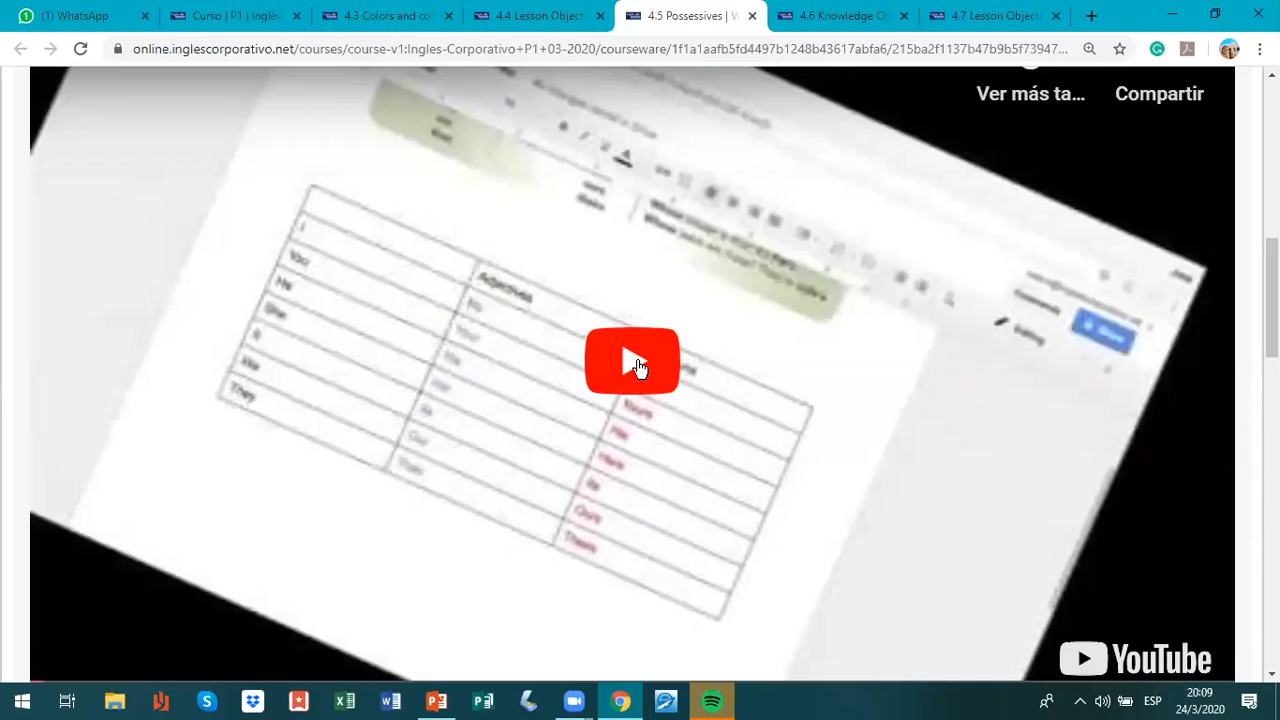 (1) WhatsApp
Curso | P1 | Inglés
4.3 Colors and co
4.4 Lesson Object
4.5 Possessives | W
4.6 Knowledge Ch
4.7 Lesson Object
online.inglescorporativo.net/courses/course-v1:Ingles-Corporativo+P1+03-2020/courseware/1f1a1aafb5fd4497b1248b43617abfa6/215ba2f1137b47b9b5f73947...
Ver más ta...
Compartir
Share
Adjectives
I
You
He
She
It
We
They
My
Your
His
Her
Its
Our
Their
Yours
His
Hers
Its
Ours
Theirs
YouTube
ESP
20:09
24/3/2020